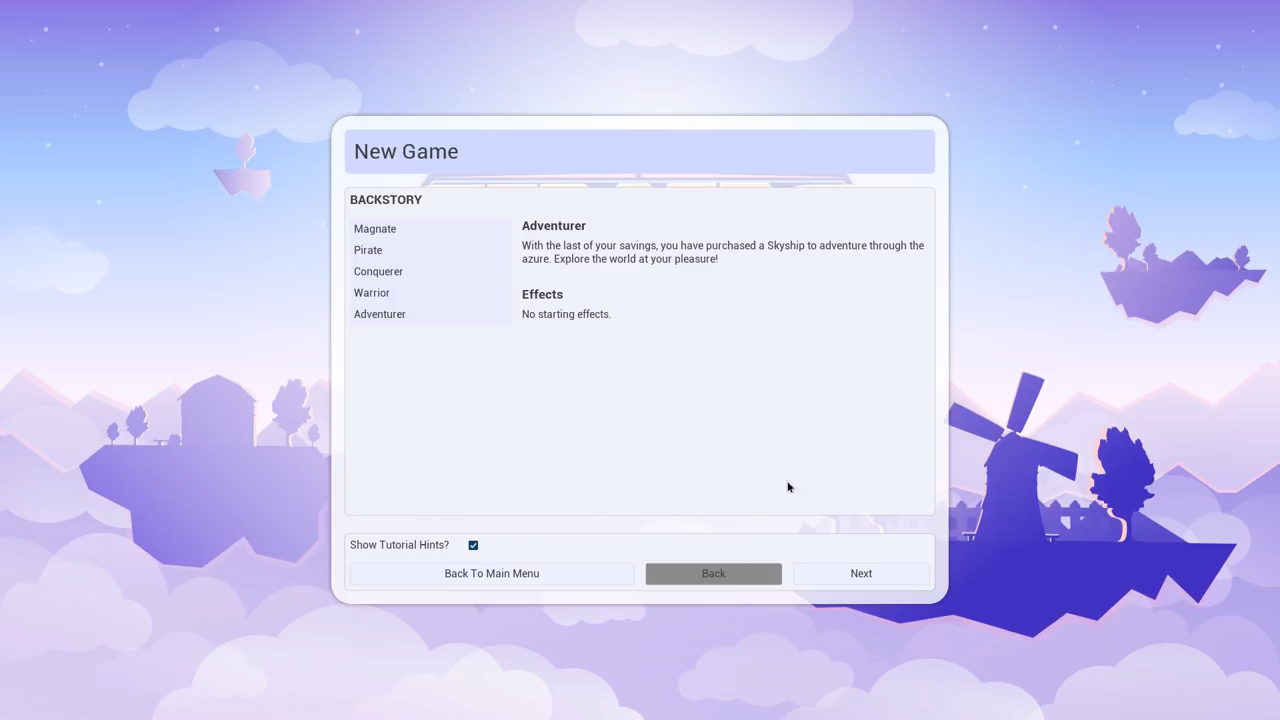 New Game
BACKSTORY
Magnate
Pirate
Conquerer
Warrior
Adventurer
Adventurer
With the last of your savings, you have purchased a Skyship to adventure through the
azure. Explore the world at your pleasure!
Effects
No starting effects.
Show Tutorial Hints?
Back To Main Menu
Back
Next